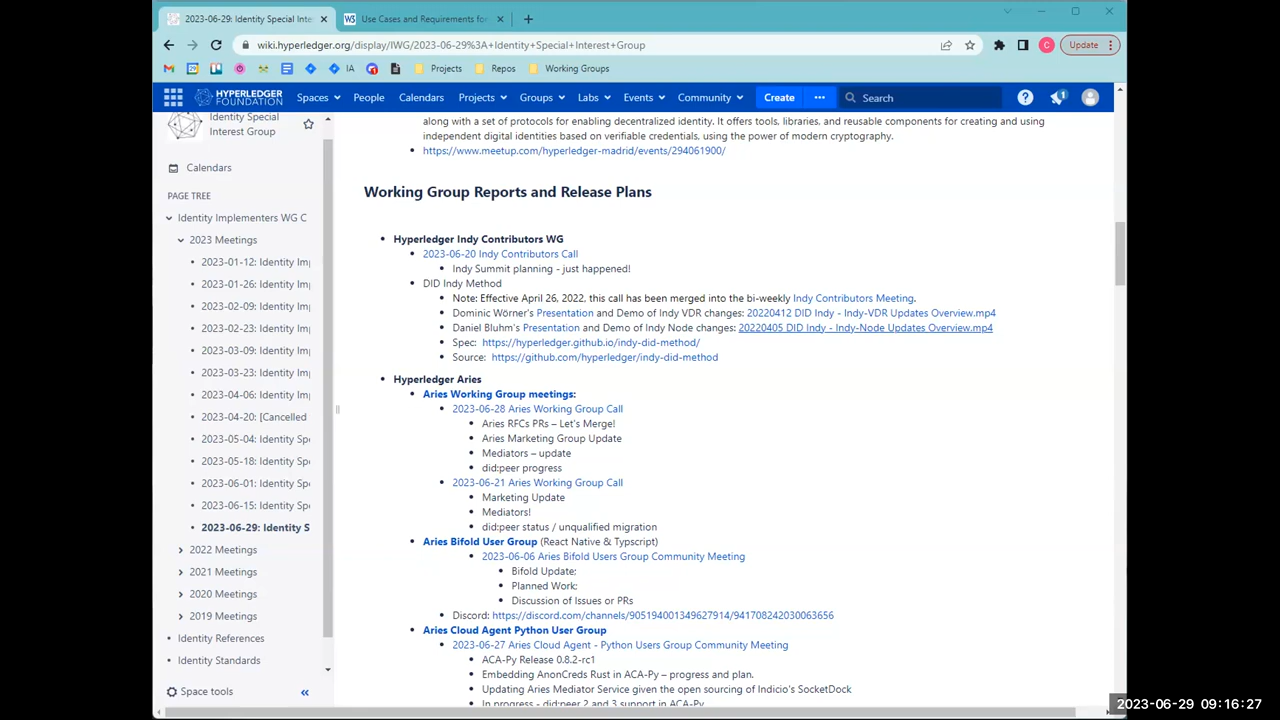 2023-06-29: Identity Special Inte
Use Cases and Requirements for
wiki.hyperledger.org/display/IWG/2023-06-29%3A+Identity+Special+Interest+Group
C
Update
IA
Projects
Repos
Working Groups
HYPERLEDGER
FOUNDATION
Spaces
People
Calendars
Projects
Groups
Labs
Events
Community
Create
Search
1
Identity Special
Interest Group
Calendars
PAGE TREE
Identity Implementers WG C
2023 Meetings
2023-01-12: Identity Im
2023-01-26: Identity Im
2023-02-09: Identity Im
2023-02-23: Identity Im
2023-03-09: Identity Im
2023-03-23: Identity Im
2023-04-06: Identity Im
2023-04-20: [Cancelled
2023-05-04: Identity Spe
2023-05-18: Identity Spe
2023-06-01: Identity Spe
2023-06-15: Identity Spe
2023-06-29: Identity S
2022 Meetings
2021 Meetings
2020 Meetings
2019 Meetings
Identity References
Identity Standards
Space tools
along with a set of protocols for enabling decentralized identity. It offers tools, libraries, and reusable components for creating and using
independent digital identities based on verifiable credentials, using the power of modern cryptography.
https://www.meetup.com/hyperledger-madrid/events/294061900/
Working Group Reports and Release Plans
Hyperledger Indy Contributors WG
2023-06-20 Indy Contributors Call
Indy Summit planning - just happened!
DID Indy Method
Note: Effective April 26, 2022, this call has been merged into the bi-weekly Indy Contributors Meeting.
Dominic Wörner's Presentation and Demo of Indy VDR changes: 20220412 DID Indy - Indy-VDR Updates Overview.mp4
Daniel Bluhm's Presentation and Demo of Indy Node changes: 20220405 DID Indy - Indy-Node Updates Overview.mp4
Spec: https://hyperledger.github.io/indy-did-method/
Source: https://github.com/hyperledger/indy-did-method
Hyperledger Aries
Aries Working Group meetings:
2023-06-28 Aries Working Group Call
Aries RFCs PRs – Let's Merge!
Aries Marketing Group Update
Mediators – update
did:peer progress
2023-06-21 Aries Working Group Call
Marketing Update
Mediators!
did:peer status / unqualified migration
Aries Bifold User Group (React Native & Typscript)
2023-06-06 Aries Bifold Users Group Community Meeting
Bifold Update;
Planned Work:
Discussion of Issues or PRs
Discord: https://discord.com/channels/905194001349627914/941708242030063656
Aries Cloud Agent Python User Group
2023-06-27 Aries Cloud Agent - Python Users Group Community Meeting
ACA-Py Release 0.8.2-rc1
Embedding AnonCreds Rust in ACA-Py – progress and plan.
Updating Aries Mediator Service given the open sourcing of Indicio's SocketDock
In progress - did:peer 2 and 3 support in ACA-Py
2023-06-29 09:16:27